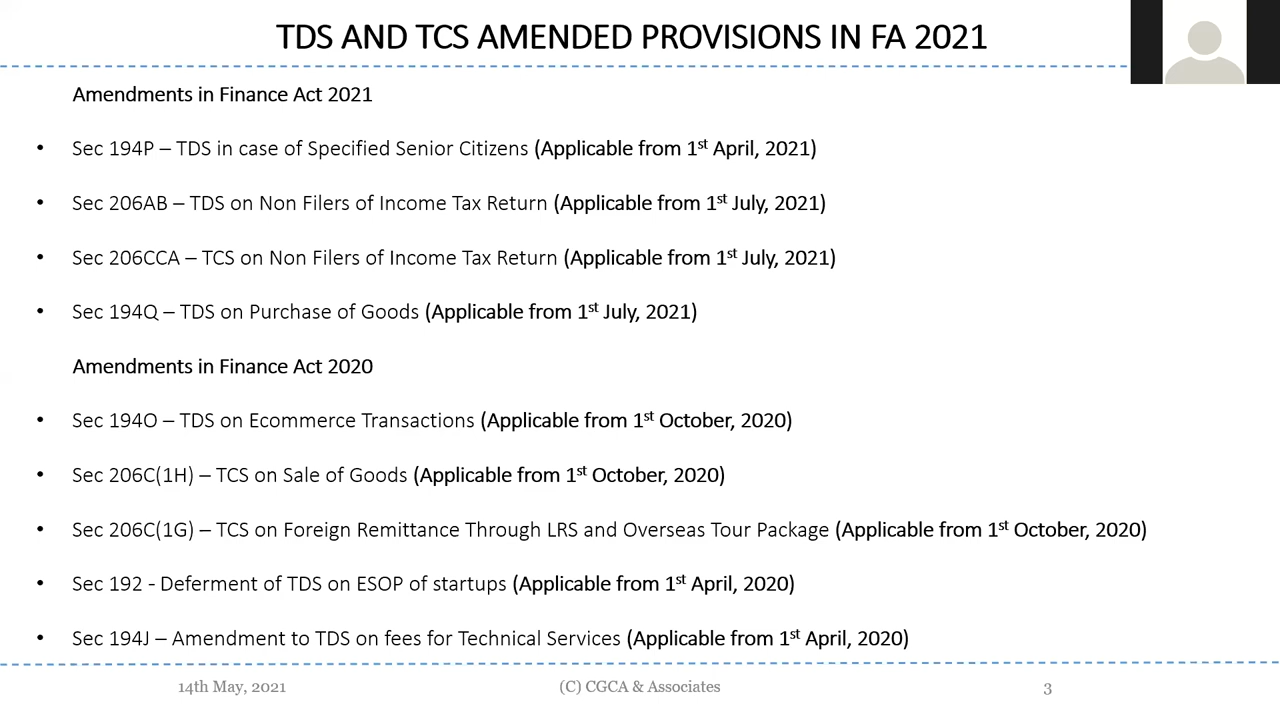 TDS AND TCS AMENDED PROVISIONS IN FA 2021
Amendments in Finance Act 2021
• Sec 194P – TDS in case of Specified Senior Citizens (Applicable from 1st April, 2021)
• Sec 206AB – TDS on Non Filers of Income Tax Return (Applicable from 1st July, 2021)
• Sec 206CCA – TCS on Non Filers of Income Tax Return (Applicable from 1st July, 2021)
• Sec 194Q – TDS on Purchase of Goods (Applicable from 1st July, 2021)
Amendments in Finance Act 2020
• Sec 194O – TDS on Ecommerce Transactions (Applicable from 1st October, 2020)
• Sec 206C(1H) – TCS on Sale of Goods (Applicable from 1st October, 2020)
• Sec 206C(1G) – TCS on Foreign Remittance Through LRS and Overseas Tour Package (Applicable from 1st October, 2020)
• Sec 192 - Deferment of TDS on ESOP of startups (Applicable from 1st April, 2020)
• Sec 194J – Amendment to TDS on fees for Technical Services (Applicable from 1st April, 2020)
14th May, 2021
(C) CGCA & Associates
3